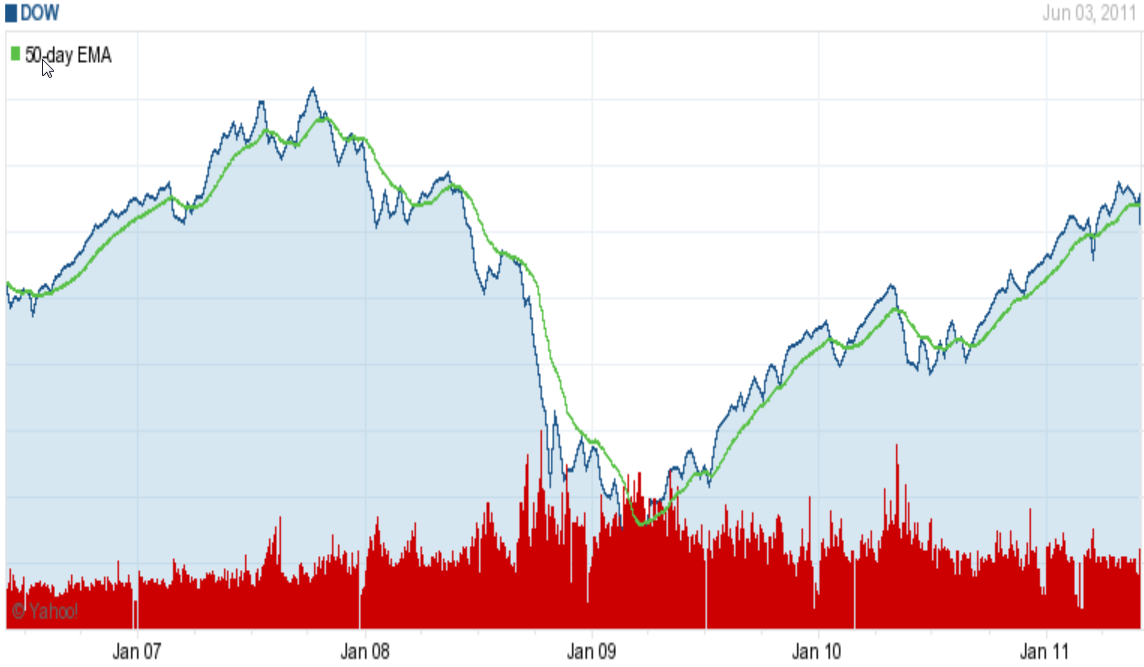 DOW
Jun 03, 2011
50-day EMA
© Yahoo!
Jan 07
Jan 08
Jan 09
Jan 10
Jan 11